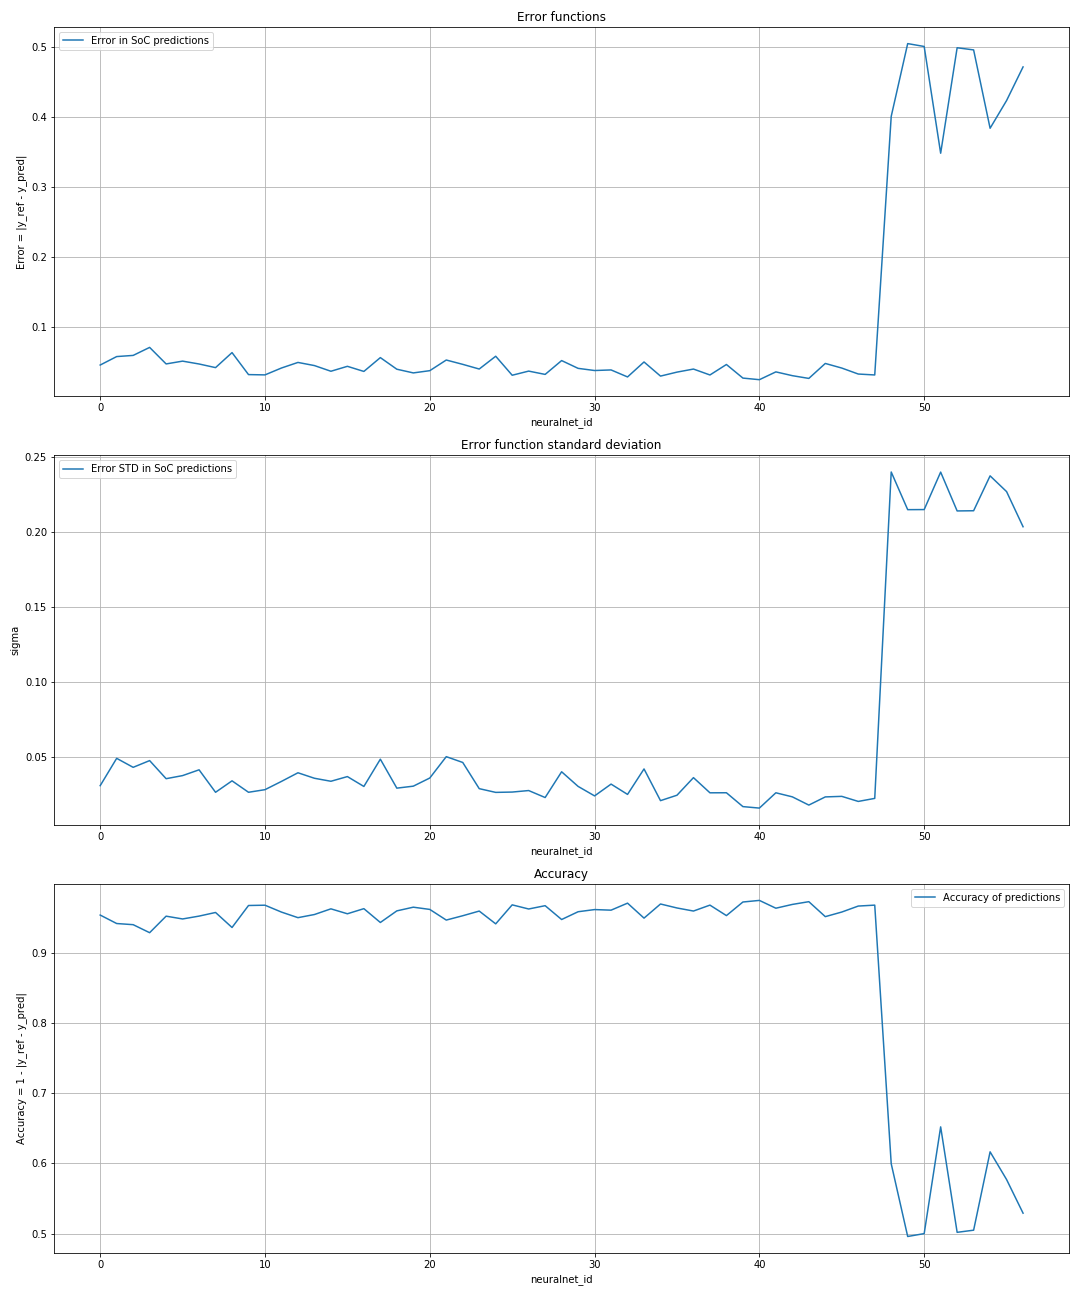 Error functions
Error in SoC predictions
0.5
0.4
0.3
0.2
0.1
Error = |y_ref - y_pred|
0 10 20 30 40 50
neuralnet_id
Error function standard deviation
Error STD in SoC predictions
0.25
0.20
0.15
0.10
0.05
sigma
0 10 20 30 40 50
neuralnet_id
Accuracy
Accuracy of predictions
0.9
0.8
0.7
0.6
0.5
Accuracy = 1 - |y_ref - y_pred|
0 10 20 30 40 50
neuralnet_id